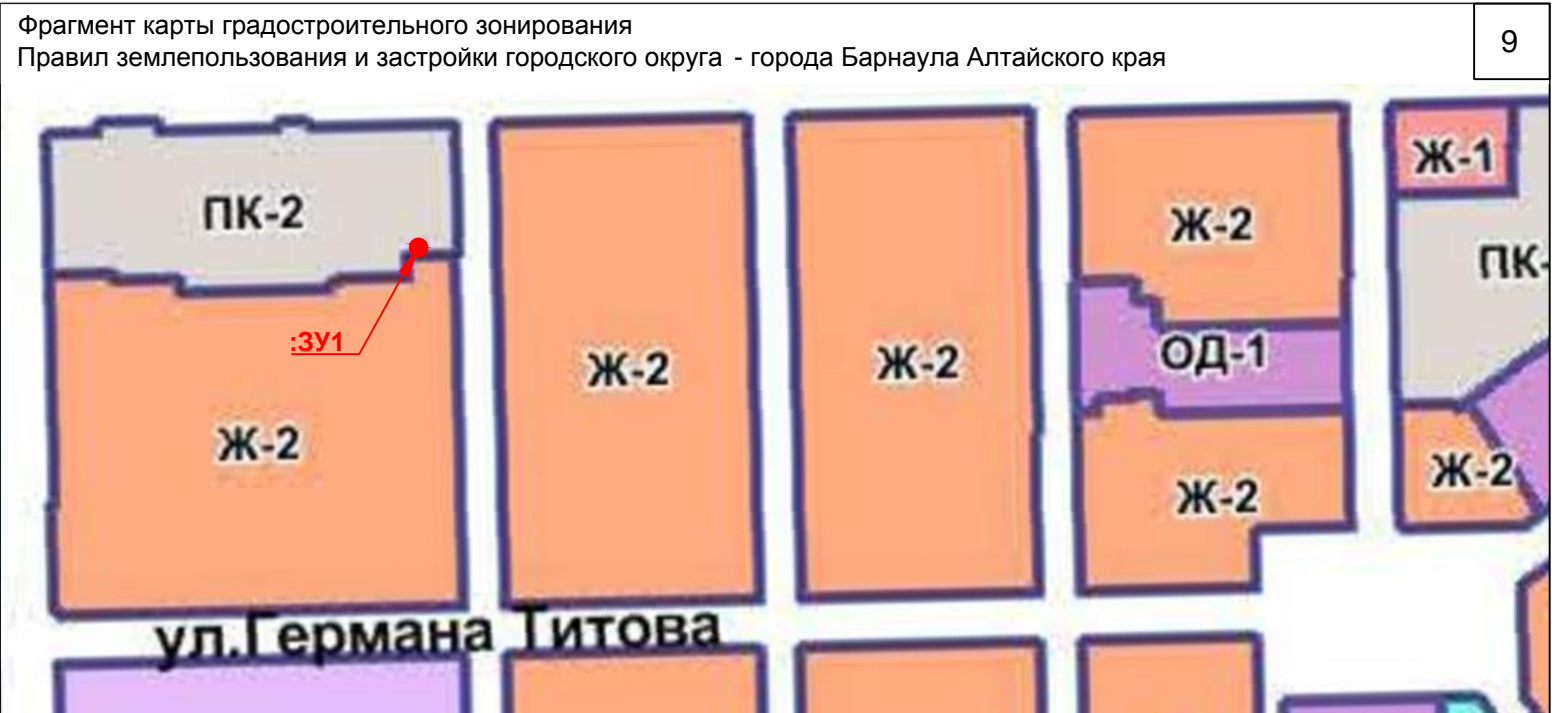 Фрагмент карты градостроительного зонирования
Правил землепользования и застройки городского округа - города Барнаула Алтайского края
9
Ж-1
ПК-2
Ж-2
ПК-
:ЗУ1
ОД-1
Ж-2
Ж-2
Ж-2
Ж-2
Ж-2
ул.Германа Титова